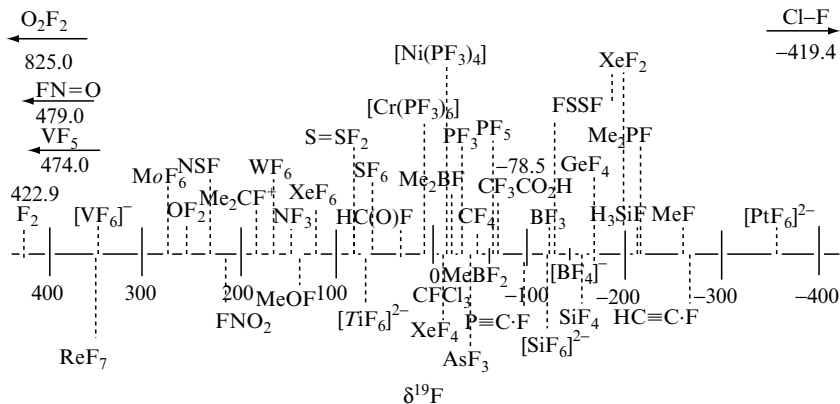 O₂F₂
Cl–F
825.0
−419.4
[Ni(PF₃)₄]
XeF₂
FN=O
479.0
[Cr(PF₃)₆]
FSSF
VF₅
474.0
S=SF₂
PF₃
PF₅
Me₂PF
−78.5
MoF₆
NSF
WF₆
SF₆
Me₂BF
CF₃CO₂H
GeF₄
422.9
Me₂CF⁺
XeF₆
F₂
[VF₆]⁻
OF₂
NF₃
HC(O)F
CF₄
BF₃
H₃SiF
MeF
[PtF₆]²⁻
400
300
200
100
0
−100
−200
−300
−400
MeBF₂
[BF₄]⁻
MeOF
CFCl₃
FNO₂
[TiF₆]²⁻
XeF₄
P≡C·F
SiF₄
HC≡C·F
[SiF₆]²⁻
ReF₇
AsF₃
δ¹⁹F